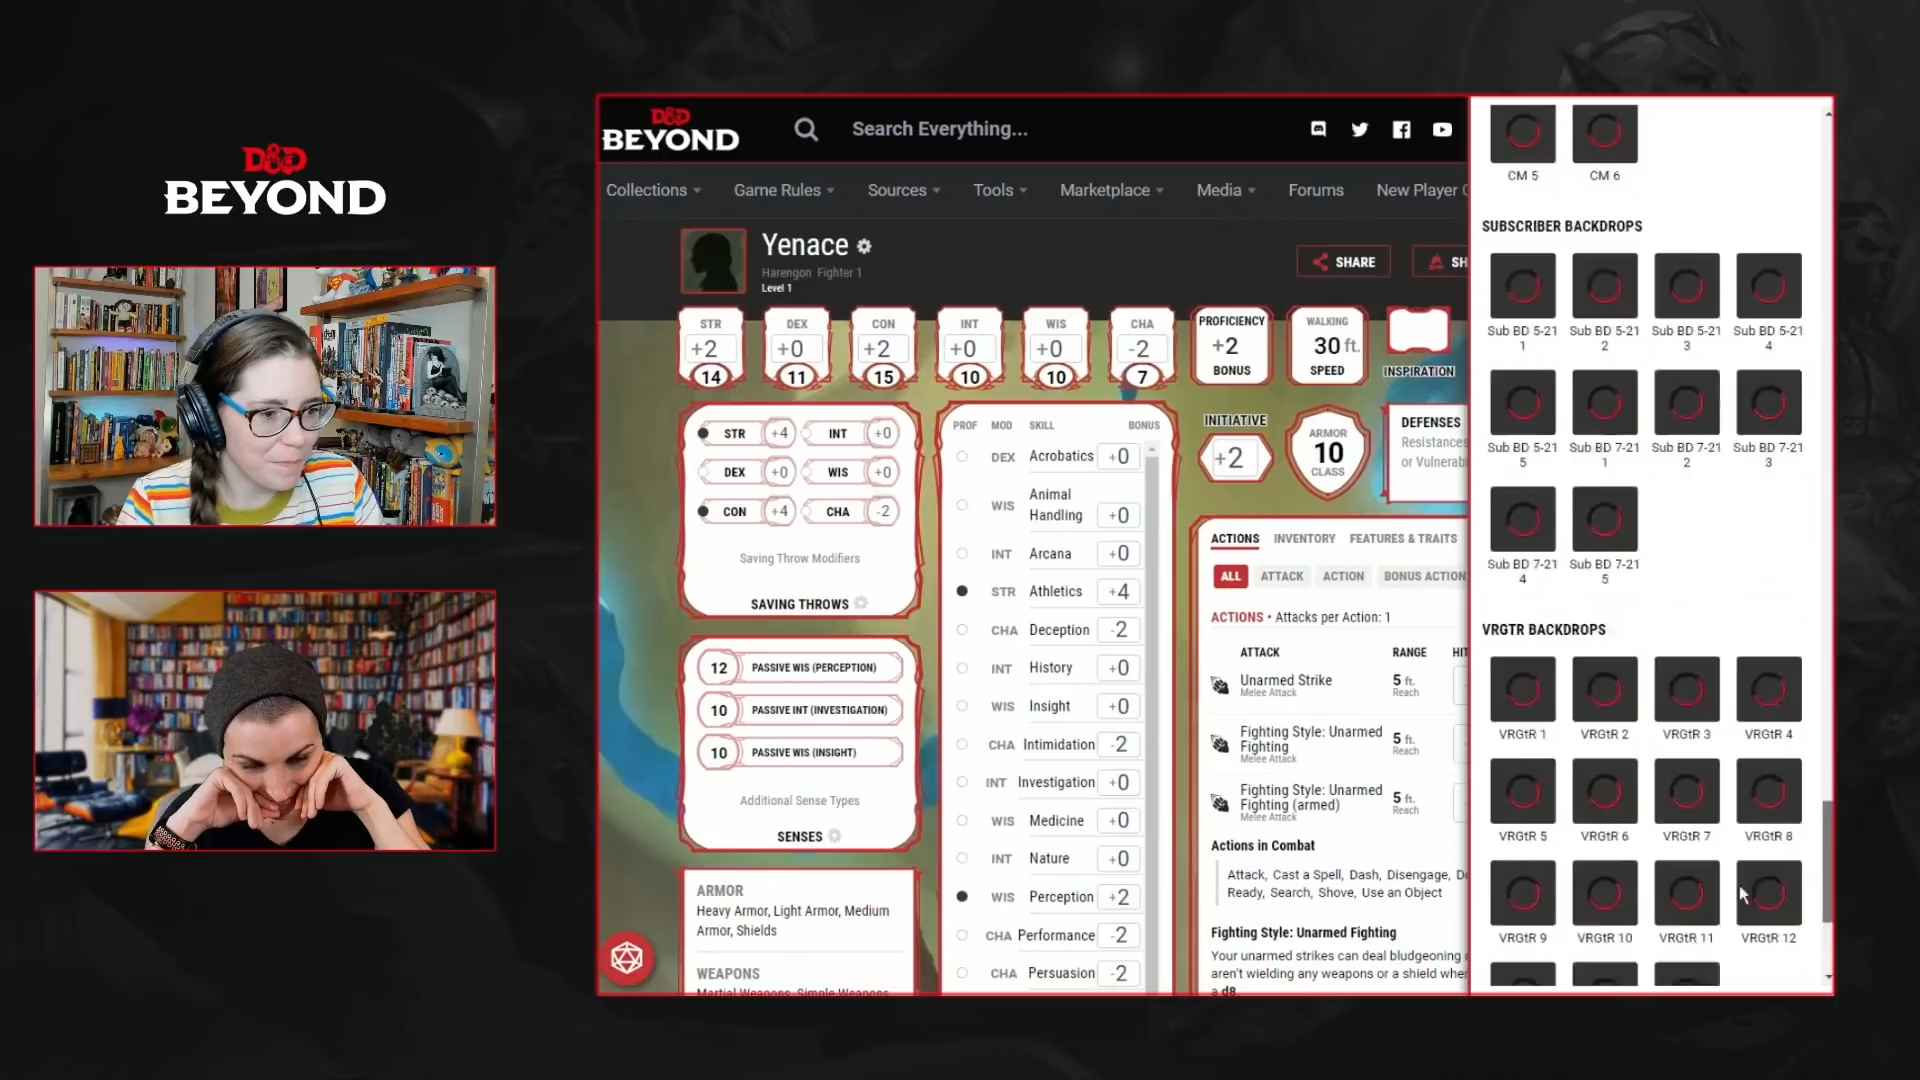 D&D
BEYOND
D&D
BEYOND
Search Everything...
Collections
Game Rules
Sources
Tools
Marketplace
Media
Forums
New Player
Yenace
Harengon Fighter 1
Level 1
SHARE
STR
+2
14
DEX
+0
11
CON
+2
15
INT
+0
10
WIS
+0
10
CHA
-2
7
PROFICIENCY
+2
BONUS
WALKING
30 ft.
SPEED
INSPIRATION
STR +4
INT +0
DEX +0
WIS +0
CON +4
CHA -2
Saving Throw Modifiers
SAVING THROWS
12 PASSIVE WIS (PERCEPTION)
10 PASSIVE INT (INVESTIGATION)
10 PASSIVE WIS (INSIGHT)
Additional Sense Types
SENSES
ARMOR
Heavy Armor, Light Armor, Medium
Armor, Shields
WEAPONS
Martial Weapons, Simple Weapons
PROF MOD SKILL BONUS
DEX Acrobatics +0
WIS Animal Handling +0
INT Arcana +0
STR Athletics +4
CHA Deception -2
INT History +0
WIS Insight +0
CHA Intimidation -2
INT Investigation +0
WIS Medicine +0
INT Nature +0
WIS Perception +2
CHA Performance -2
CHA Persuasion -2
INITIATIVE
+2
ARMOR
10
CLASS
DEFENSES
Resistances
or Vulnerab
ACTIONS INVENTORY FEATURES & TRAITS
ALL ATTACK ACTION BONUS ACTION
ACTIONS • Attacks per Action: 1
ATTACK RANGE HIT
Unarmed Strike 5 ft.
Melee Attack Reach
Fighting Style: Unarmed
Fighting 5 ft.
Melee Attack Reach
Fighting Style: Unarmed
Fighting (armed) 5 ft.
Melee Attack Reach
Actions in Combat
Attack, Cast a Spell, Dash, Disengage,
Ready, Search, Shove, Use an Object
Fighting Style: Unarmed Fighting
Your unarmed strikes can deal bludgeoning
aren't wielding any weapons or a shield
a d8.
CM 5
CM 6
SUBSCRIBER BACKDROPS
Sub BD 5-21 1
Sub BD 5-21 2
Sub BD 5-21 3
Sub BD 5-21 4
Sub BD 5-21 5
Sub BD 7-21 1
Sub BD 7-21 2
Sub BD 7-21 3
Sub BD 7-21 4
Sub BD 7-21 5
VRGTR BACKDROPS
VRGtR 1
VRGtR 2
VRGtR 3
VRGtR 4
VRGtR 5
VRGtR 6
VRGtR 7
VRGtR 8
VRGtR 9
VRGtR 10
VRGtR 11
VRGtR 12